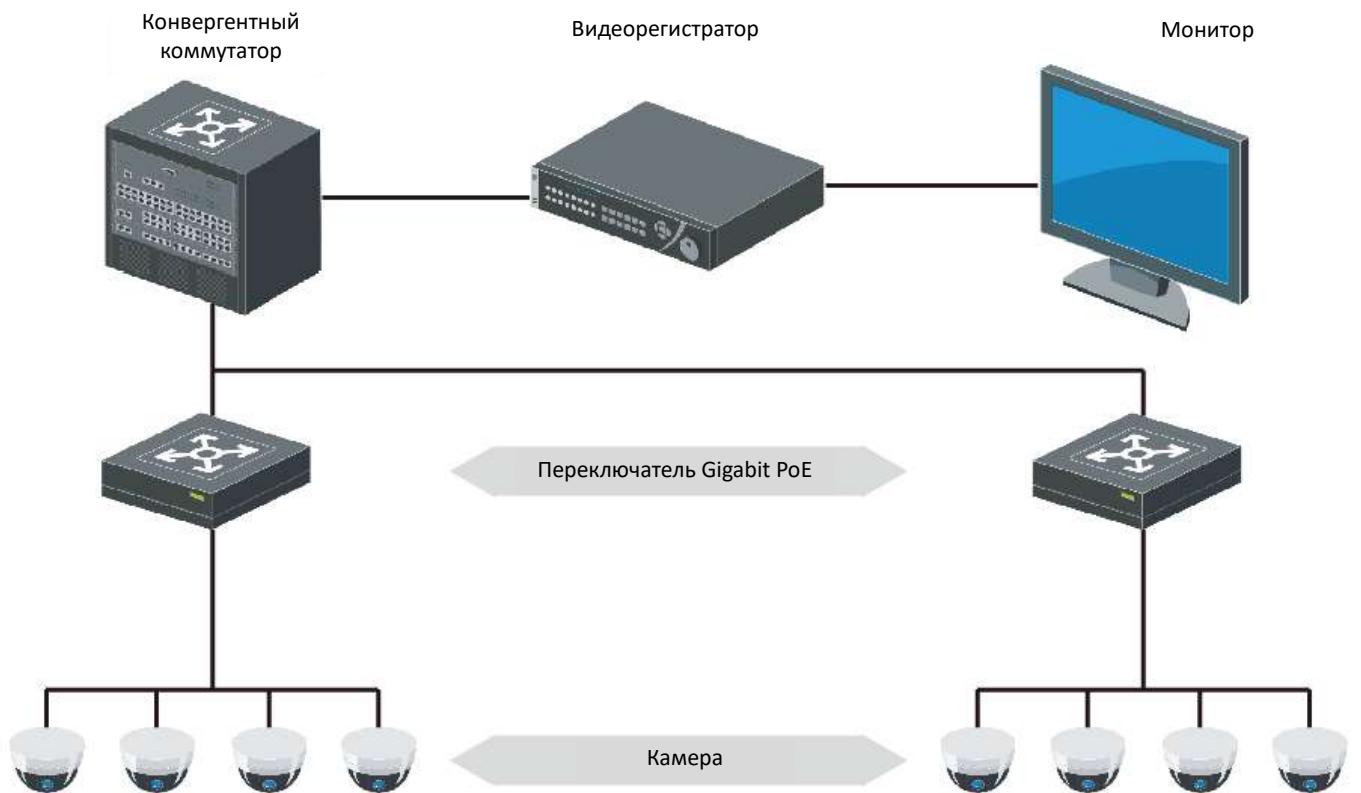 Конвергентный
коммутатор
Видеорегистратор
Монитор
Переключатель Gigabit PoE
Камера